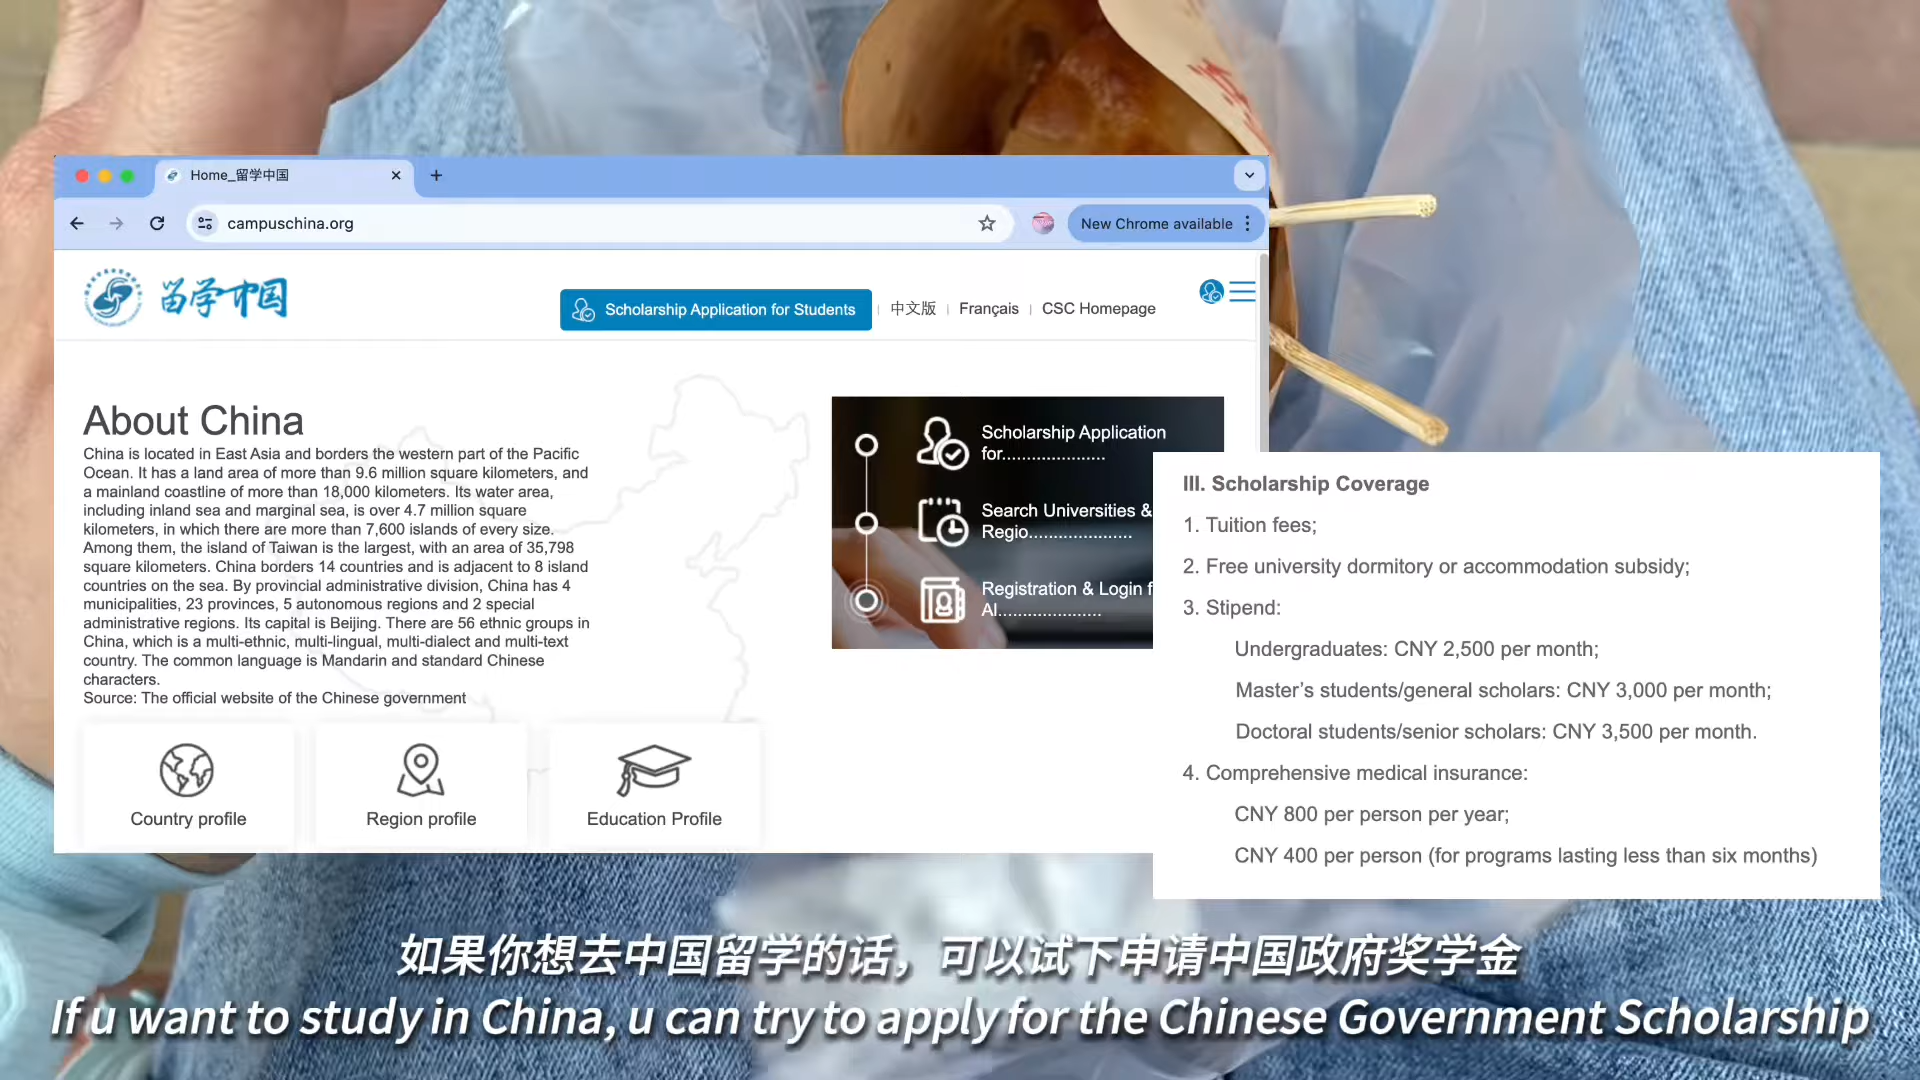 Home_留学中国
campuschina.org
New Chrome available
留学中国
Scholarship Application for Students
中文版
Français
CSC Homepage
About China
China is located in East Asia and borders the western part of the Pacific
Ocean. It has a land area of more than 9.6 million square kilometers, and
a mainland coastline of more than 18,000 kilometers. Its water area,
including inland sea and marginal sea, is over 4.7 million square
kilometers, in which there are more than 7,600 islands of every size.
Among them, the island of Taiwan is the largest, with an area of 35,798
square kilometers. China borders 14 countries and is adjacent to 8 island
countries on the sea. By provincial administrative division, China has 4
municipalities, 23 provinces, 5 autonomous regions and 2 special
administrative regions. Its capital is Beijing. There are 56 ethnic groups in
China, which is a multi-ethnic, multi-lingual, multi-dialect and multi-text
country. The common language is Mandarin and standard Chinese
characters.
Source: The official website of the Chinese government
Country profile
Region profile
Education Profile
Scholarship Application
for.....................
Search Universities &
Regio.....................
Registration & Login f
Al.....................
III. Scholarship Coverage
1. Tuition fees;
2. Free university dormitory or accommodation subsidy;
3. Stipend:
Undergraduates: CNY 2,500 per month;
Master’s students/general scholars: CNY 3,000 per month;
Doctoral students/senior scholars: CNY 3,500 per month.
4. Comprehensive medical insurance:
CNY 800 per person per year;
CNY 400 per person (for programs lasting less than six months)
如果你想去中国留学的话，可以试下申请中国政府奖学金
If u want to study in China, u can try to apply for the Chinese Government Scholarship